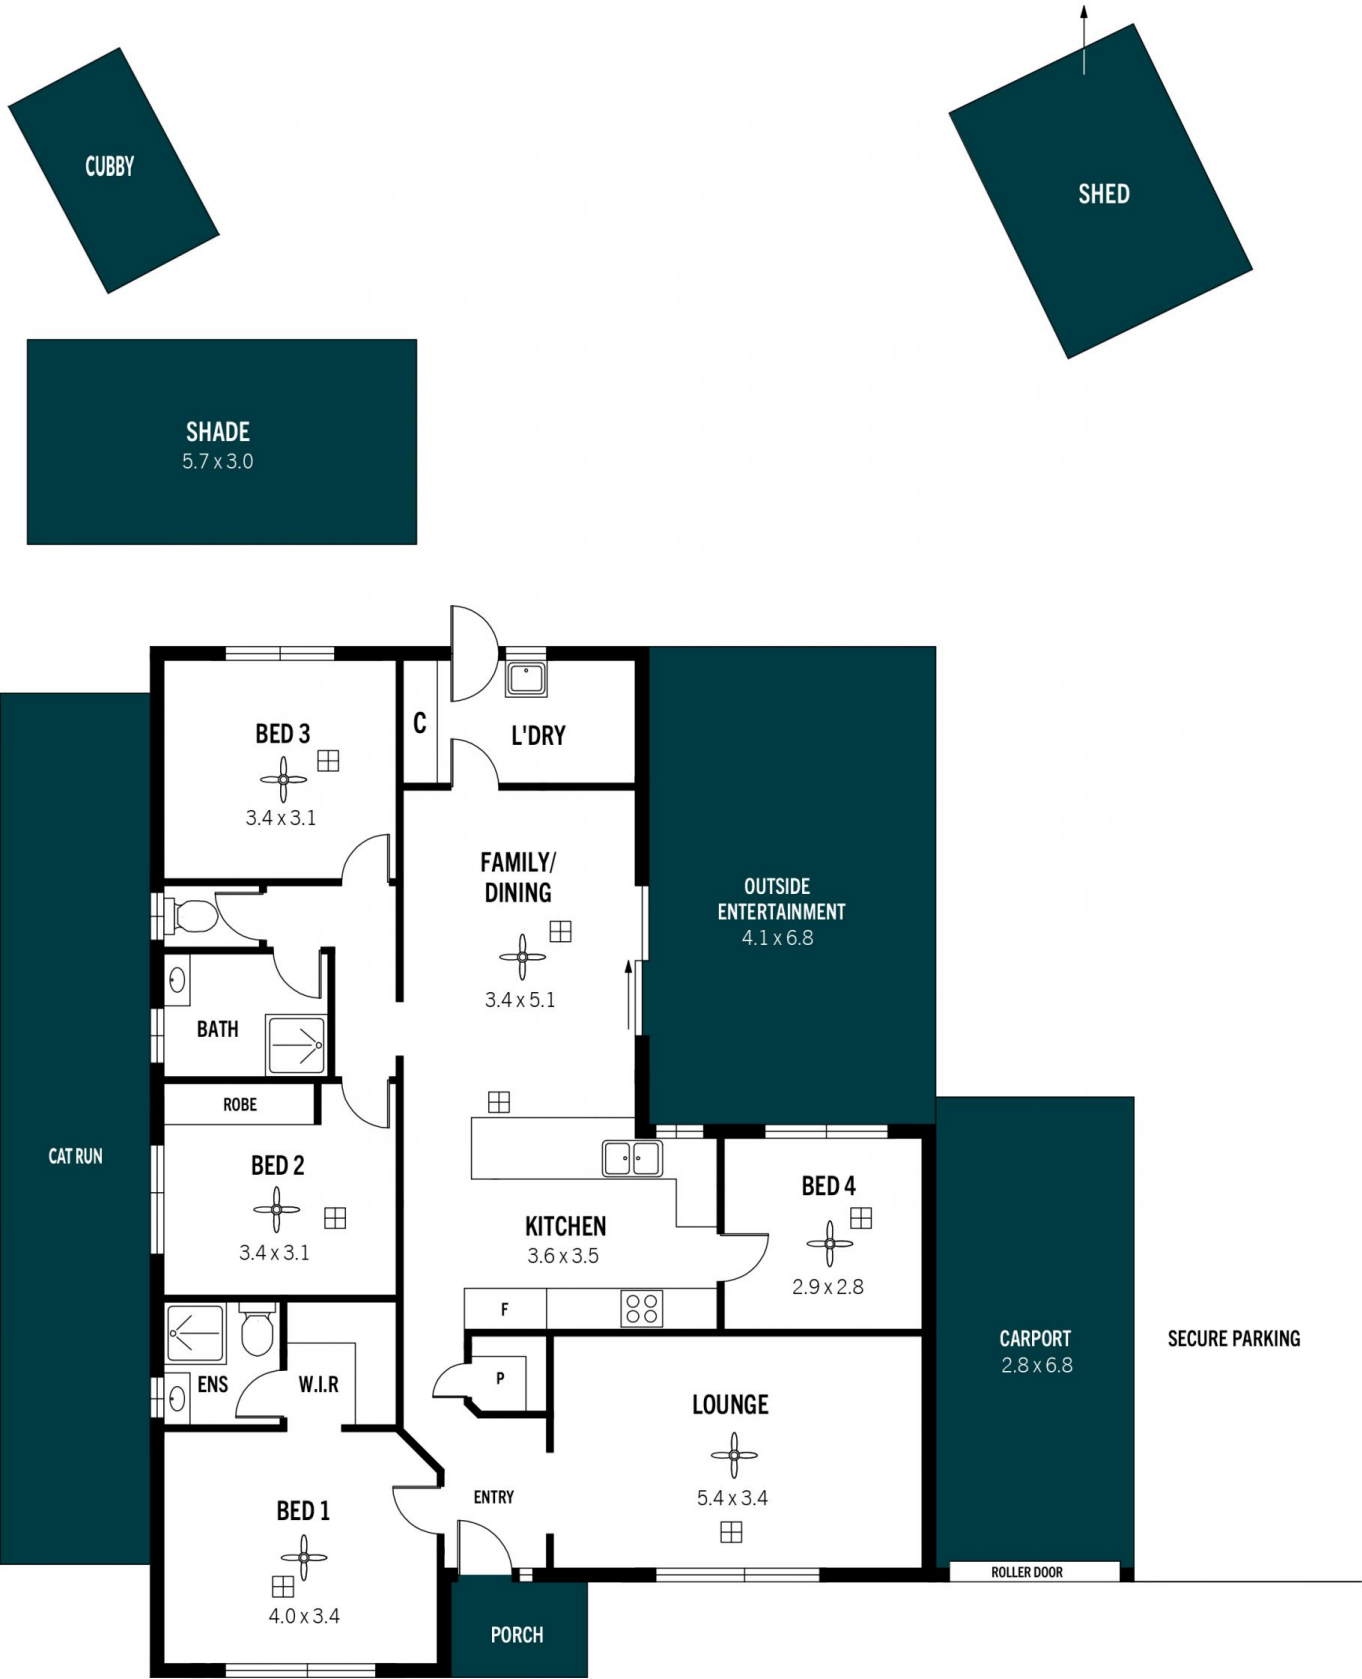 CUBBY
SHED
SHADE
5.7 x 3.0
BED 3
3.4 x 3.1
C
L'DRY
FAMILY/
DINING
3.4 x 5.1
OUTSIDE
ENTERTAINMENT
4.1 x 6.8
BATH
ROBE
CAT RUN
BED 2
3.4 x 3.1
KITCHEN
3.6 x 3.5
BED 4
2.9 x 2.8
F
CARPORT
2.8 x 6.8
SECURE PARKING
ENS
W.I.R
P
LOUNGE
5.4 x 3.4
ENTRY
BED 1
4.0 x 3.4
ROLLER DOOR
PORCH